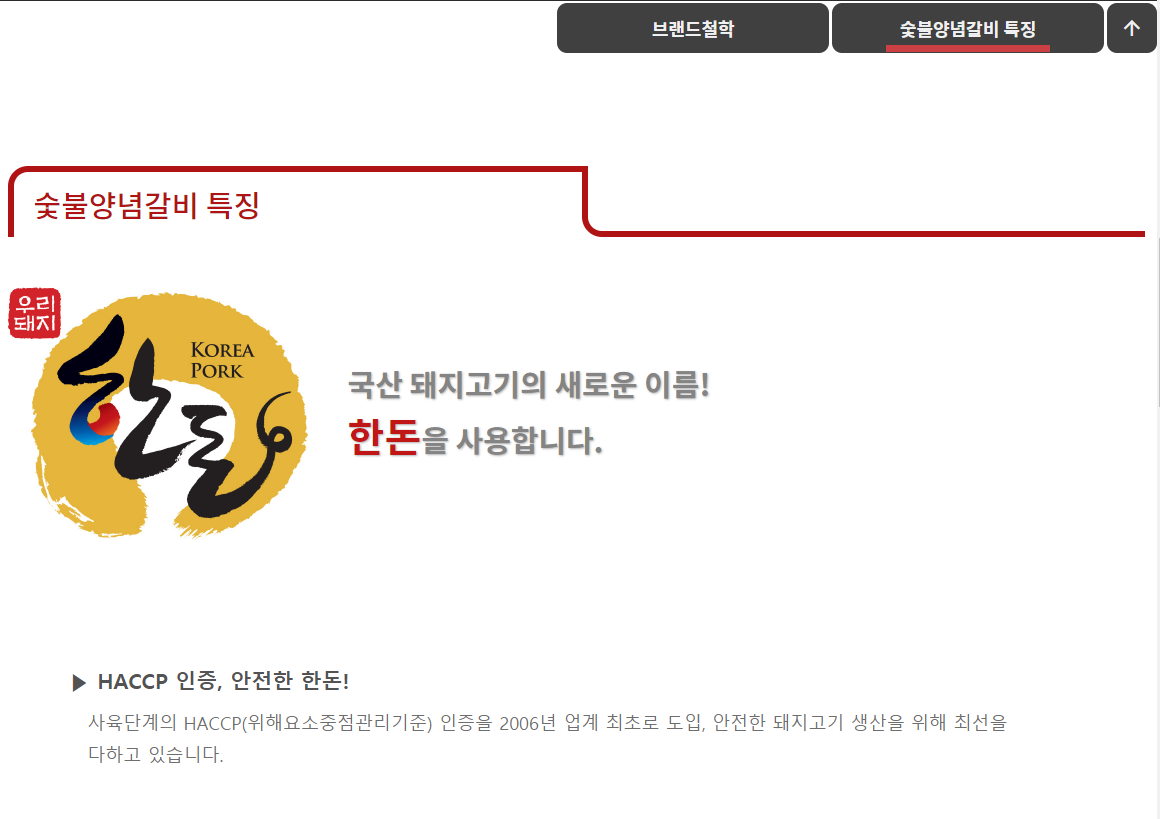 브랜드철학
숯불양념갈비 특징
숯불양념갈비 특징
우리
돼지
한돈
KOREA
PORK
국산 돼지고기의 새로운 이름!
한돈을 사용합니다.
HACCP 인증, 안전한 한돈!
사육단계의 HACCP(위해요소중점관리기준) 인증을 2006년 업계 최초로 도입, 안전한 돼지고기 생산을 위해 최선을
다하고 있습니다.